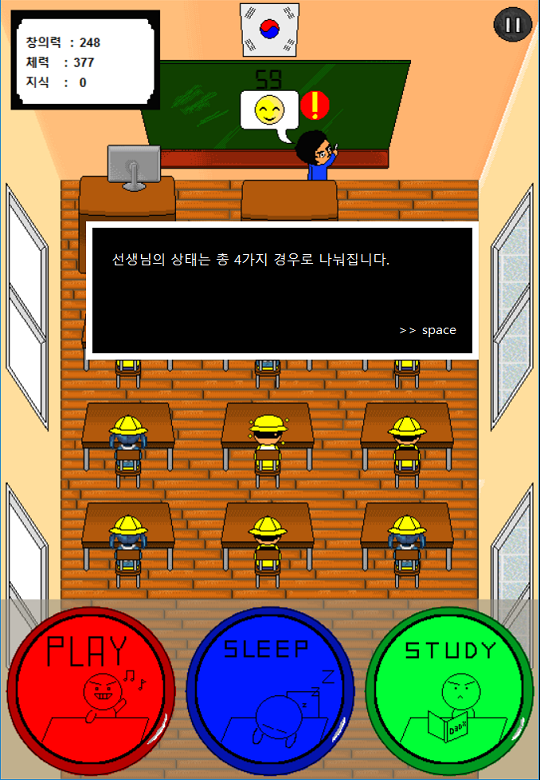 창의력 : 248
체력 : 377
지식 : 0
59
!
선생님의 상태는 총 4가지 경우로 나눠집니다.
>> space
PLAY
SLEEP
Z
Z
Z
STUDY